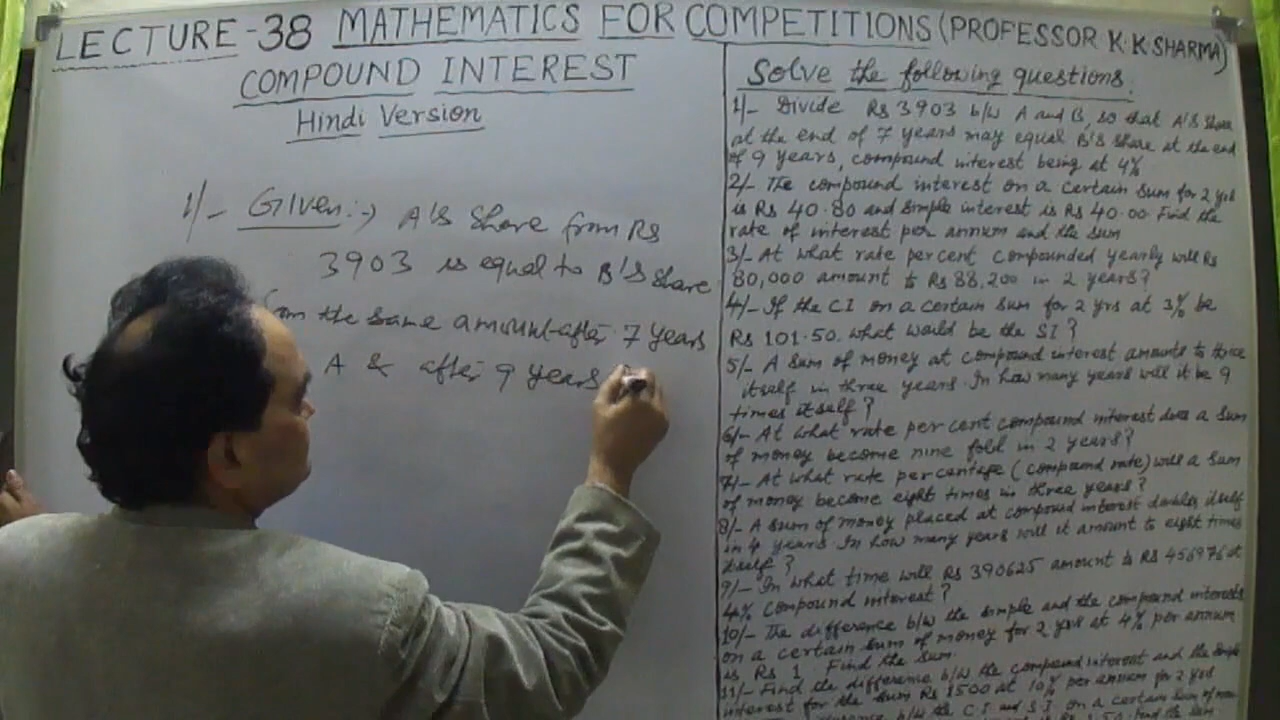 LECTURE-38 MATHEMATICS FOR COMPETITIONS (PROFESSOR K.K.SHARMA)
COMPOUND INTEREST
Hindi Version
1/- GIVEN :-> A'S Share from RS
3903 is equal to B'S Share
the same amount after 7 years
A & after 9 years
Solve the following questions.
1/- Divide Rs 3903 b/w A and B, so that A'S Share
at the end of 7 years may equal B'S Share at the end
of 9 years, compound interest being at 4%
2/- The compound interest on a certain sum for 2 yrs
is Rs 40.80 and simple interest is Rs 40.00 Find the
rate of interest per annum and the sum
3/- At what rate percent compounded yearly will Rs
80,000 amount to Rs 88,200 in 2 years?
4/- If the CI on a certain sum for 2 yrs at 3% be
Rs 101.50. what would be the SI?
5/- A sum of money at compound interest amounts to thrice
itself in three years. In how many years will it be 9
times itself?
6/- At what rate per cent compound interest does a sum
of money become nine fold in 2 years?
7/- At what rate percentage (compound rate) will a sum
of money become eight times in three years?
8/- A sum of money placed at compound interest doubles itself
in 4 years. In how many years will it amount to eight times
itself?
9/- In what time will Rs 390625 amount to Rs 456976 at
4% compound interest?
10/- The difference b/w the simple and the compound interests
on a certain sum of money for 2 yrs at 4% per annum
is Rs 1 Find the sum.
11/- Find the difference b/w the compound interest and the simple
interest for the sum Rs 1500 at 10% per annum for 2 yrs
b/w the C.I and S.I on a certain sum of